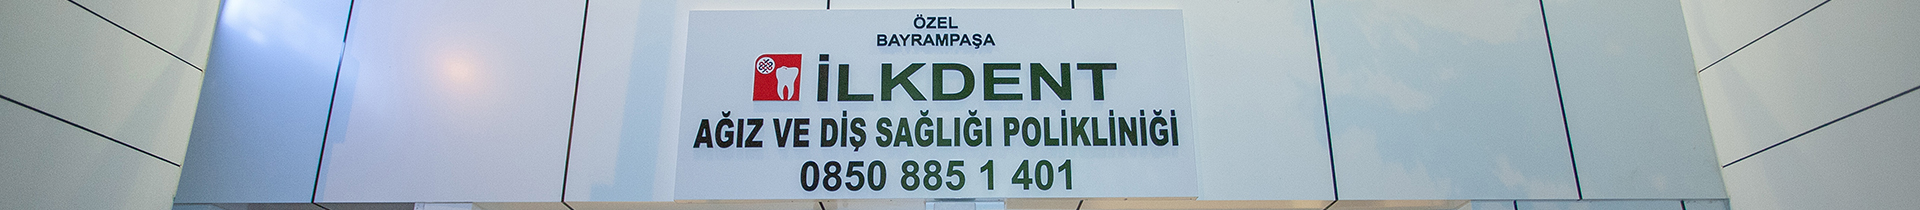 ÖZEL
BAYRAMPAŞA
İLKDENT
AĞIZ VE DİŞ SAĞLIĞI POLİKLİNİĞİ
0850 885 1 401